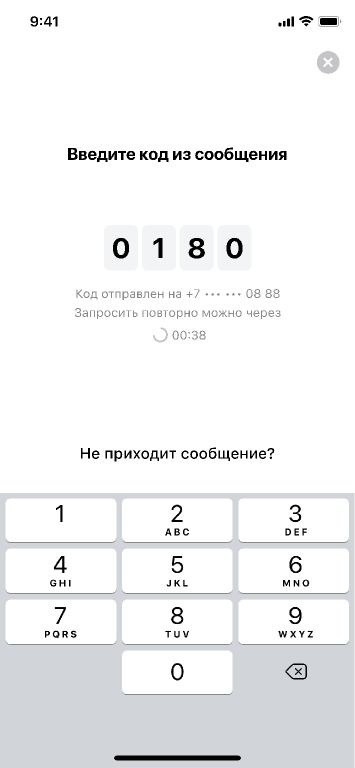 9:41
Введите код из сообщения
0 1 8 0
Код отправлен на +7 ••• ••• 08 88
Запросить повторно можно через
00:38
Не приходит сообщение?
1 2 3
ABC DEF
4 5 6
GHI JKL MNO
7 8 9
PQRS TUV WXYZ
0